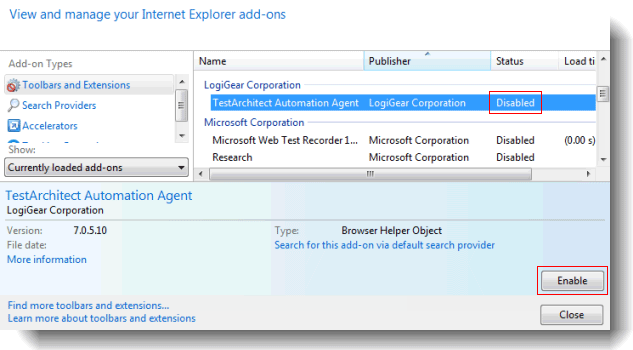 View and manage your Internet Explorer add-ons
Add-on Types
Toolbars and Extensions
Search Providers
Accelerators
Show:
Currently loaded add-ons
Name Publisher Status Load ti
LogiGear Corporation
TestArchitect Automation Agent LogiGear Corporation Disabled
Microsoft Corporation
Microsoft Web Test Recorder 1... Microsoft Corporation Disabled (0.00 s)
Research Microsoft Corporation Disabled
TestArchitect Automation Agent
LogiGear Corporation
Version: 7.0.5.10
File date:
More information
Type: Browser Helper Object
Search for this add-on via default search provider
Enable
Find more toolbars and extensions...
Learn more about toolbars and extensions
Close